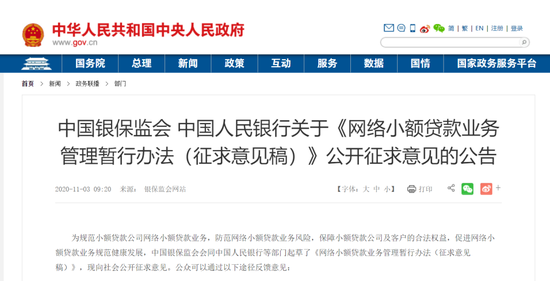 中华人民共和国中央人民政府
www.gov.cn
简 | 繁 | EN | 注册 | 登录
国务院 总理 新闻 政策 互动 服务 数据 国情 国家政务服务平台
首页 > 新闻 > 政务联播 > 部门
中国银保监会 中国人民银行关于《网络小额贷款业务
管理暂行办法（征求意见稿）》公开征求意见的公告
2020-11-03 09:20 来源： 银保监会网站 【字体：大 中 小】 打印
为规范小额贷款公司网络小额贷款业务，防范网络小额贷款业务风险，保障小额贷款公司及客户的合法权益，促进网络小
额贷款业务规范健康发展，中国银保监会会同中国人民银行等部门起草了《网络小额贷款业务管理暂行办法（征求意见
稿）》，现向社会公开征求意见。公众可以通过以下途径反馈意见：